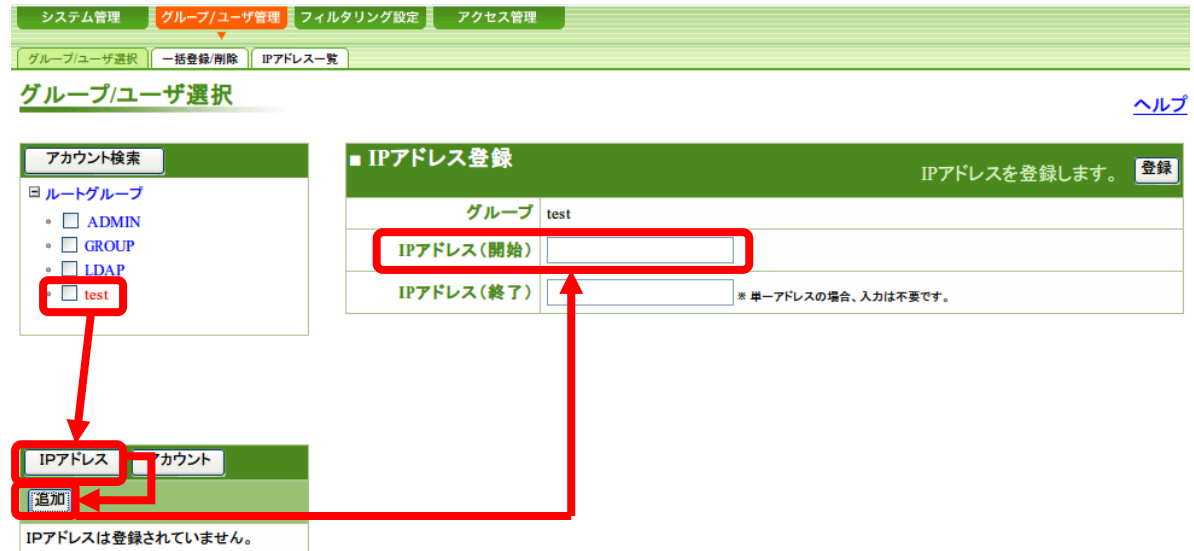 システム管理 グループ/ユーザ管理 フィルタリング設定 アクセス管理
グループ/ユーザ選択 一括登録/削除 IPアドレス一覧
グループ/ユーザ選択
ヘルプ
アカウント検索
ルートグループ
ADMIN
GROUP
LDAP
test
■ IPアドレス登録
IPアドレスを登録します。 登録
グループ test
IPアドレス(開始)
IPアドレス(終了) ※ 単一アドレスの場合、入力は不要です。
IPアドレス アカウント
追加
IPアドレスは登録されていません。